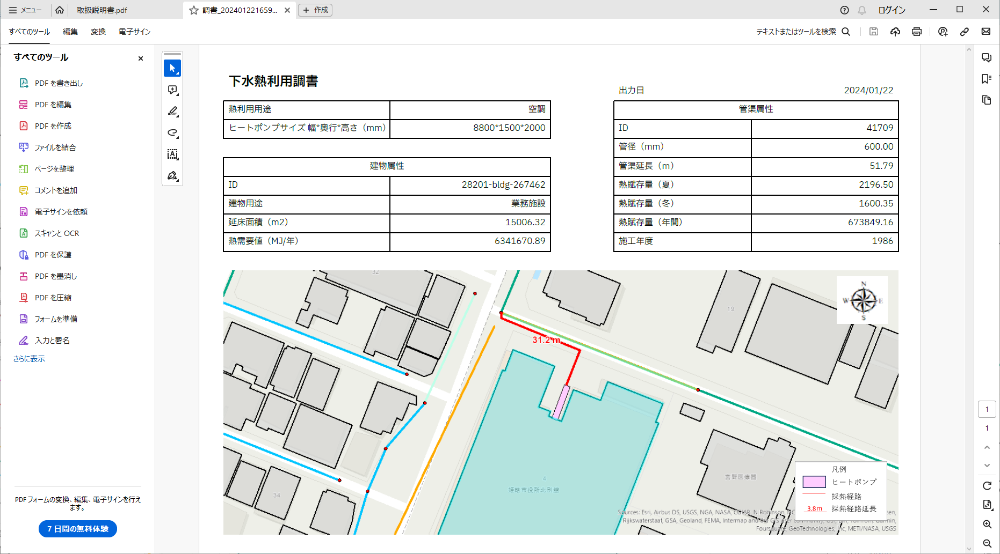 メニュー
取扱説明書.pdf
調書_202401221659...
作成
ログイン
すべてのツール
編集
変換
電子サイン
テキストまたはツールを検索
すべてのツール
PDF を書き出し
PDF を編集
PDF を作成
ファイルを結合
ページを整理
コメントを追加
電子サインを依頼
スキャンと OCR
PDF を保護
PDF を墨消し
PDF を圧縮
フォームを準備
入力と署名
さらに表示
PDF フォームの変換、編集、電子サインを行え
ます。
7 日間の無料体験
下水熱利用調書
出力日 2024/01/22
熱利用用途 空調
ヒートポンプサイズ 幅*奥行*高さ（mm） 8800*1500*2000
建物属性
ID 28201-bldg-267462
建物用途 業務施設
延床面積（m2） 15006.32
熱需要値（MJ/年） 6341670.89
管渠属性
ID 41709
管径（mm） 600.00
管渠延長（m） 51.79
熱賦存量（夏） 2196.50
熱賦存量（冬） 1600.35
熱賦存量（年間） 673849.16
施工年度 1986
32
19
N
W E
S
31.2 m
4
姫路市役所北別館
宮野医療器
34
凡例
ヒートポンプ
採熱経路
3.8m 採熱経路延長
Sources: Esri, Airbus DS, USGS, NGA, NASA, CGIAR, N Robinson,
Rijkswaterstaat, GSA, Geoland, FEMA, Intermap and the GIS user community,
Foursquare, GeoTechnologies, Inc, METI/NASA, USGS
1
1